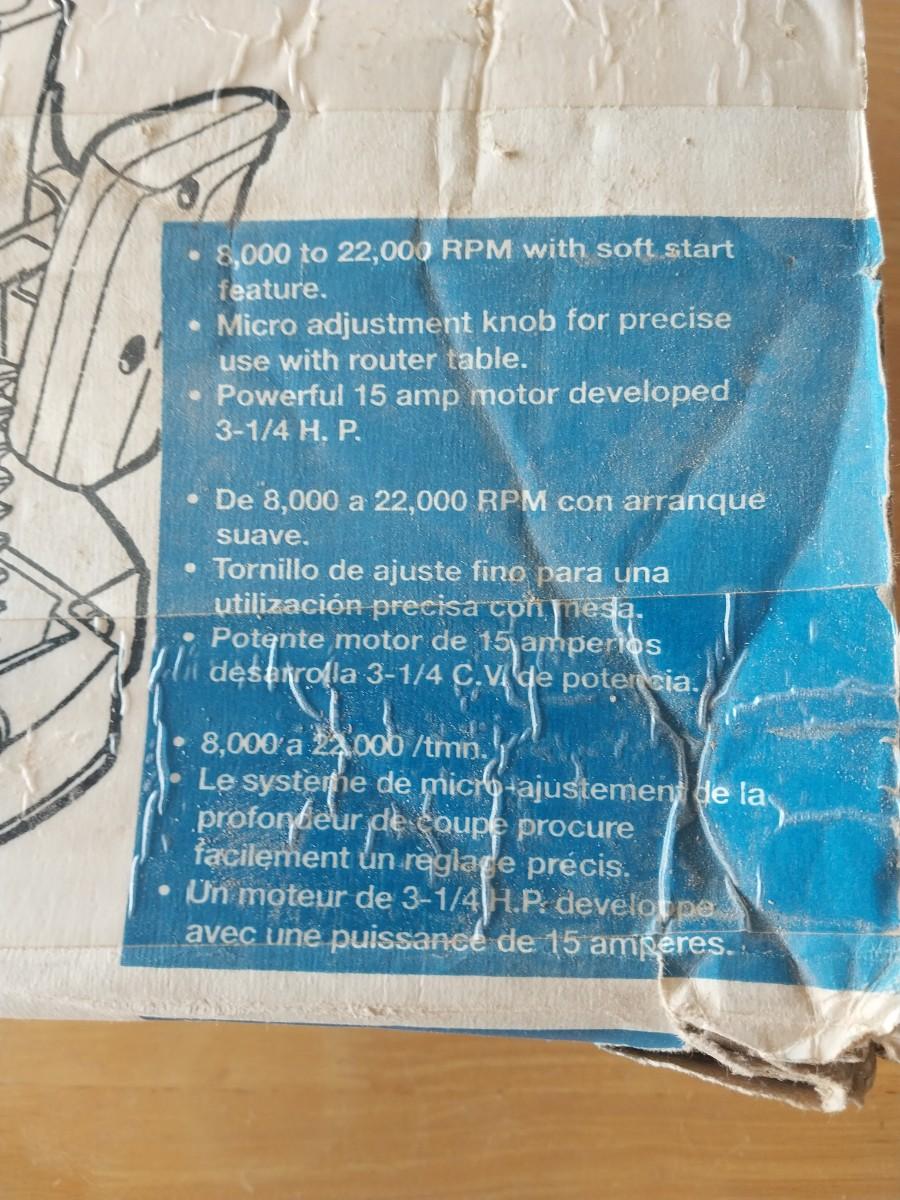 • 8,000 to 22,000 RPM with soft start
feature.
• Micro adjustment knob for precise
use with router table.
• Powerful 15 amp motor developed
3-1/4 H. P.
• De 8,000 a 22,000 RPM con arranque
suave.
• Tornillo de ajuste fino para una
utilización precisa con mesa.
• Potente motor de 15 amperios
desarrolla 3-1/4 C.V. de potencia.
• 8,000 a 22,000 /tmn.
• Le systeme de micro-ajustement de la
profondeur de coupe procure
facilement un règlage précis.
• Un moteur de 3-1/4 H.P. developpe
avec une puissance de 15 ampères.